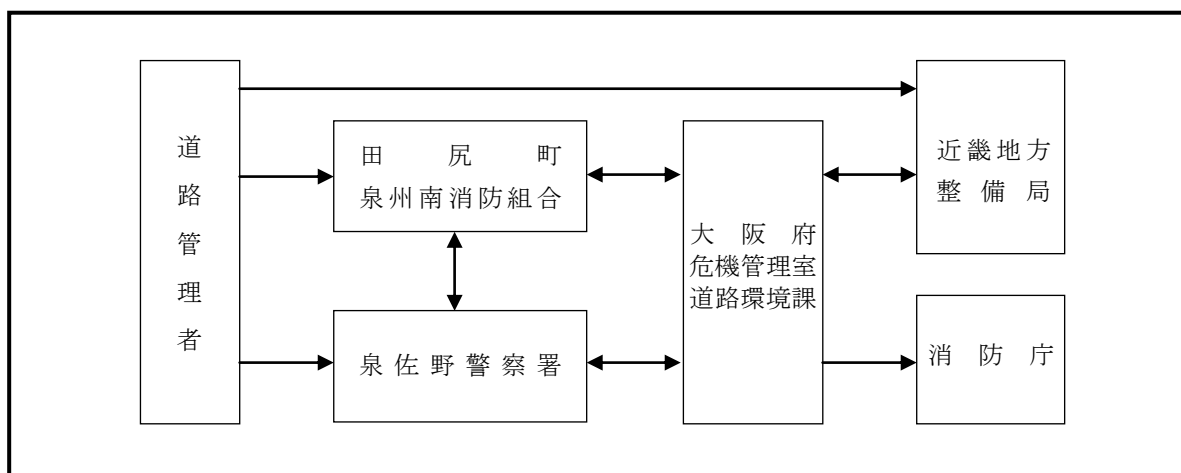 道路管理者
田尻町
泉州南消防組合
泉佐野警察署
大阪府
危機管理室
道路環境課
近畿地方
整備局
消防庁